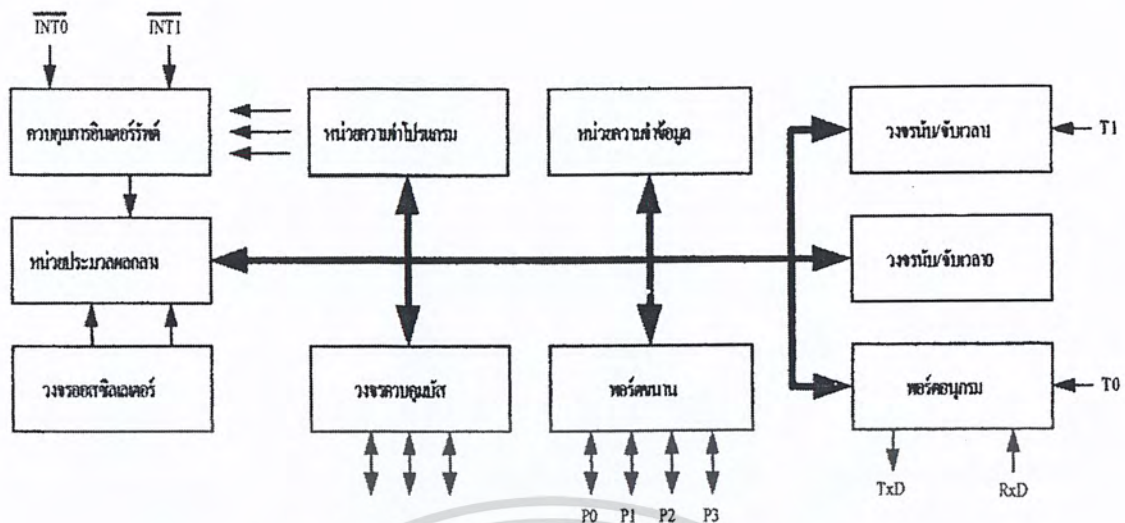 INT0 INT1
ควบคุมการอินเตอร์รัพต์
หน่วยความจำโปรแกรม
หน่วยความจำข้อมูล
วงจรนับ/จับเวลา1
T1
หน่วยประมวลผลกลาง
วงจรนับ/จับเวลา0
วงจรออสซิลเลเตอร์
วงจรควบคุมบัส
พอร์ตขนาน
พอร์ตอนุกรม
T0
P0 P1 P2 P3
TxD RxD